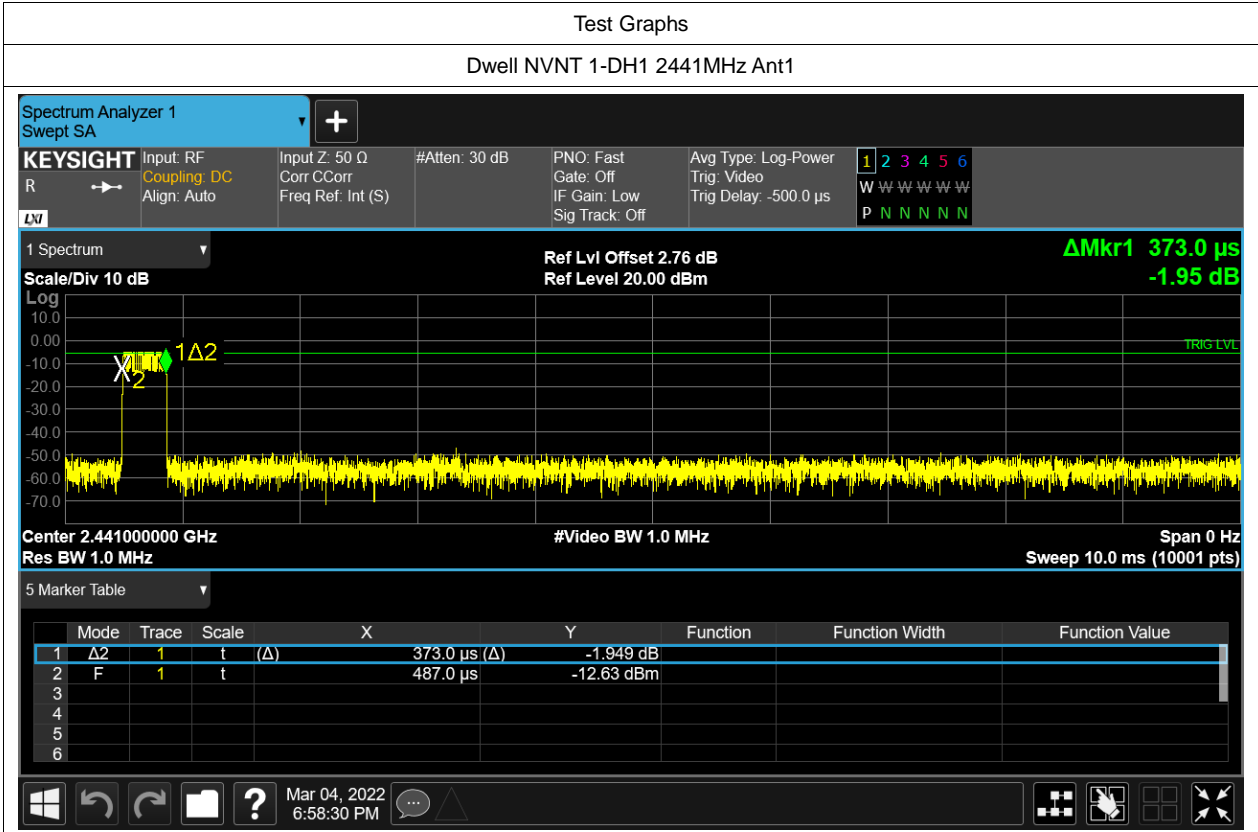 Test Graphs
Dwell NVNT 1-DH1 2441MHz Ant1
Spectrum Analyzer 1
Swept SA
KEYSIGHT
R
LXI
Input: RF
Coupling: DC
Align: Auto
Input Z: 50 Ω
Corr CCorr
Freq Ref: Int (S)
#Atten: 30 dB
PNO: Fast
Gate: Off
IF Gain: Low
Sig Track: Off
Avg Type: Log-Power
Trig: Video
Trig Delay: -500.0 µs
1 2 3 4 5 6
W W W W W W
P N N N N N
1 Spectrum
Scale/Div 10 dB
Ref Lvl Offset 2.76 dB
Ref Level 20.00 dBm
ΔMkr1 373.0 µs
-1.95 dB
Log
10.0
0.00
-10.0
-20.0
-30.0
-40.0
-50.0
-60.0
-70.0
1Δ2
X2
TRIG LVL
Center 2.441000000 GHz
Res BW 1.0 MHz
#Video BW 1.0 MHz
Span 0 Hz
Sweep 10.0 ms (10001 pts)
5 Marker Table
Mode Trace Scale X Y Function Function Width Function Value
1 Δ2 1 t (Δ) 373.0 µs (Δ) -1.949 dB
2 F 1 t 487.0 µs -12.63 dBm
3
4
5
6
?
Mar 04, 2022
6:58:30 PM